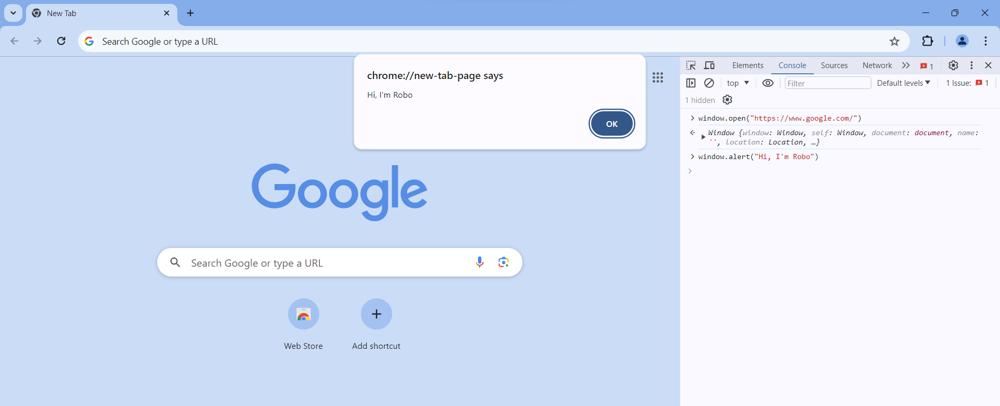 New Tab
Search Google or type a URL
chrome://new-tab-page says
Hi, I'm Robo
OK
Google
Search Google or type a URL
Web Store
Add shortcut
Elements Console Sources Network 1
top Filter Default levels 1 Issue: 1
1 hidden
window.open("https://www.google.com/")
Window {window: Window, self: Window, document: document, name:
'', location: Location, …}
window.alert("Hi, I'm Robo")